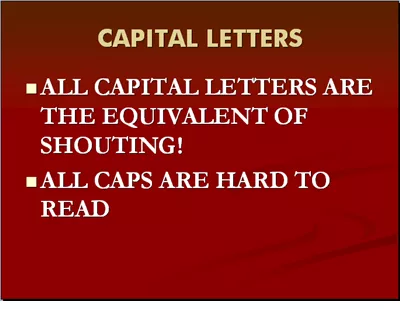 CAPITAL LETTERS
ALL CAPITAL LETTERS ARE
THE EQUIVALENT OF
SHOUTING!
ALL CAPS ARE HARD TO
READ